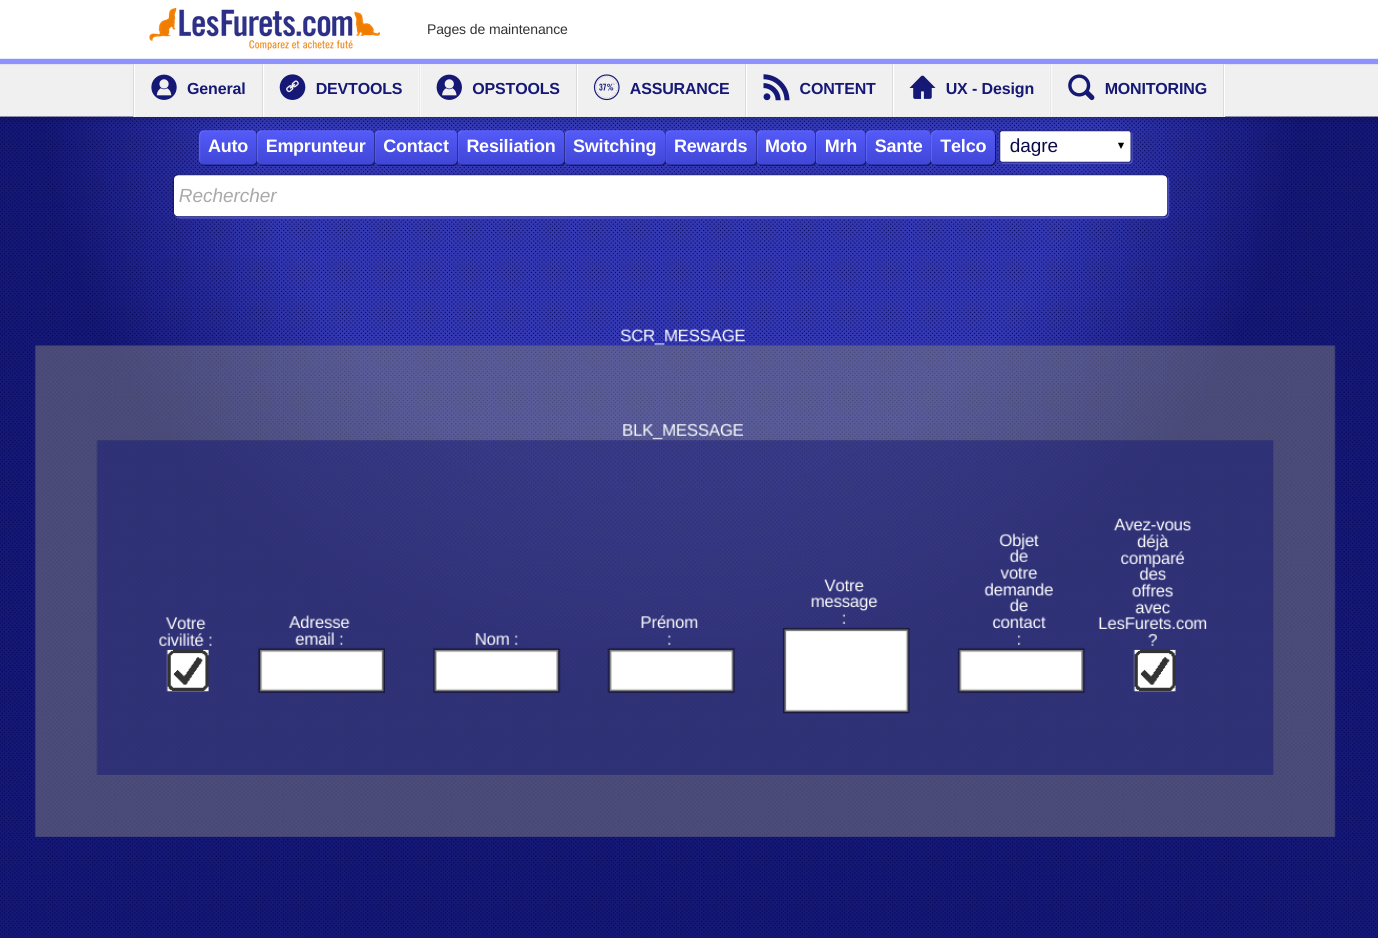 LesFurets.com
Comparez et achetez futé
Pages de maintenance
General
DEVTOOLS
OPSTOOLS
37%
ASSURANCE
CONTENT
UX - Design
MONITORING
Auto Emprunteur Contact Resiliation Switching Rewards Moto Mrh Sante Telco dagre
Rechercher
SCR_MESSAGE
BLK_MESSAGE
Votre
civilité :
Adresse
email :
Nom :
Prénom
:
Votre
message
:
Objet
de
votre
demande
de
contact
:
Avez-vous
déjà
comparé
des
offres
avec
LesFurets.com
?